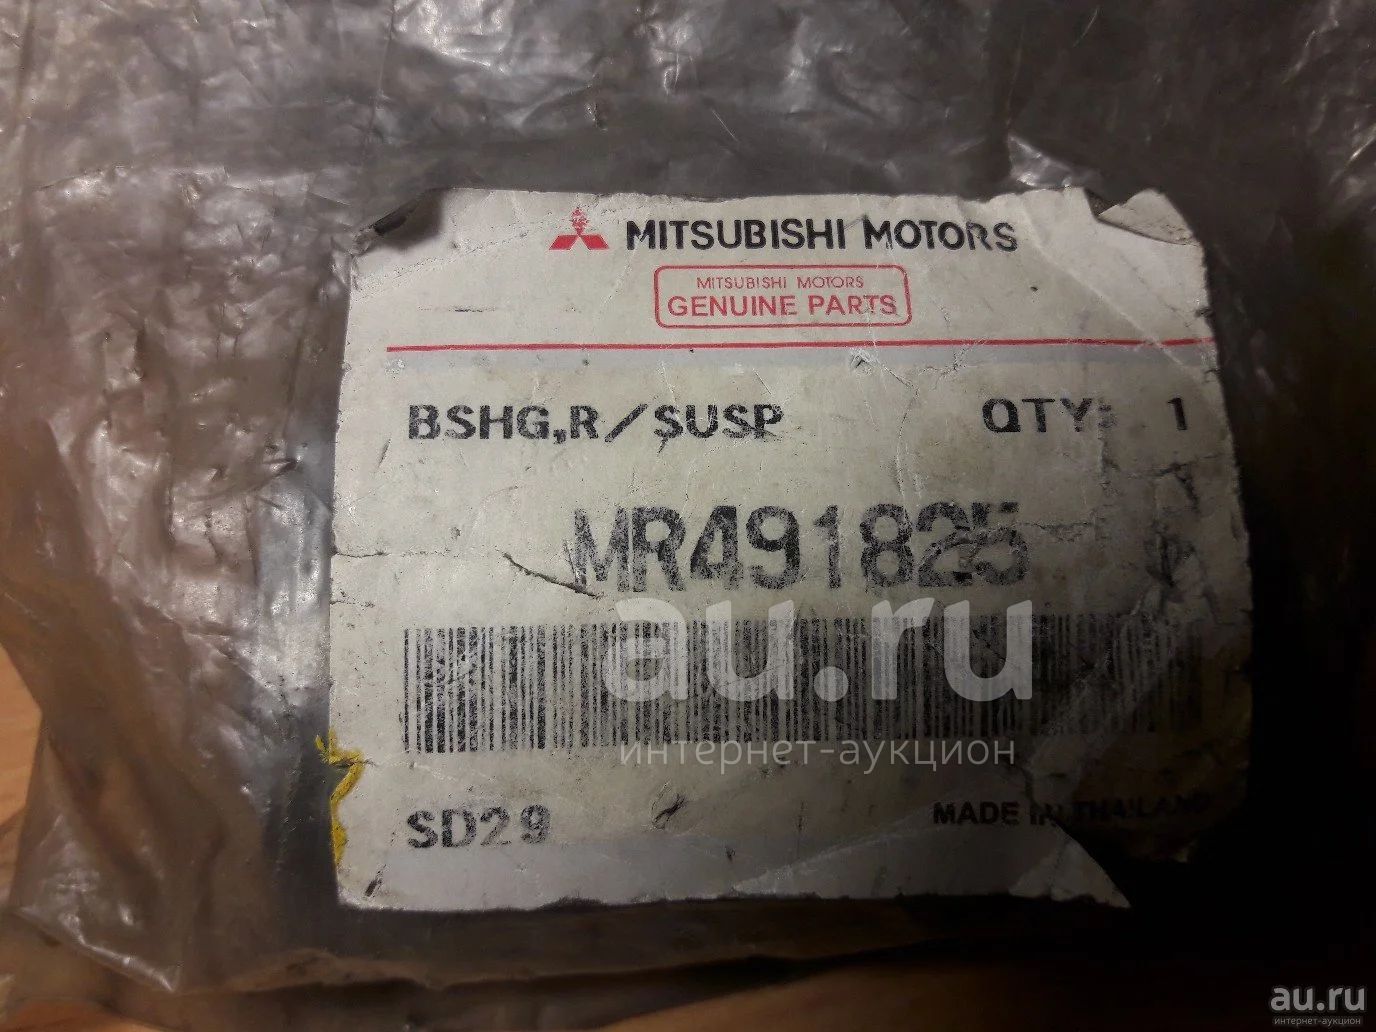 MITSUBISHI MOTORS
MITSUBISHI MOTORS
GENUINE PARTS
BSHG,R/SUSP QTY: 1
MR491825
au.ru
интернет-аукцион
SD29 MADE IN THAILAND
au.ru
интернет-аукцион